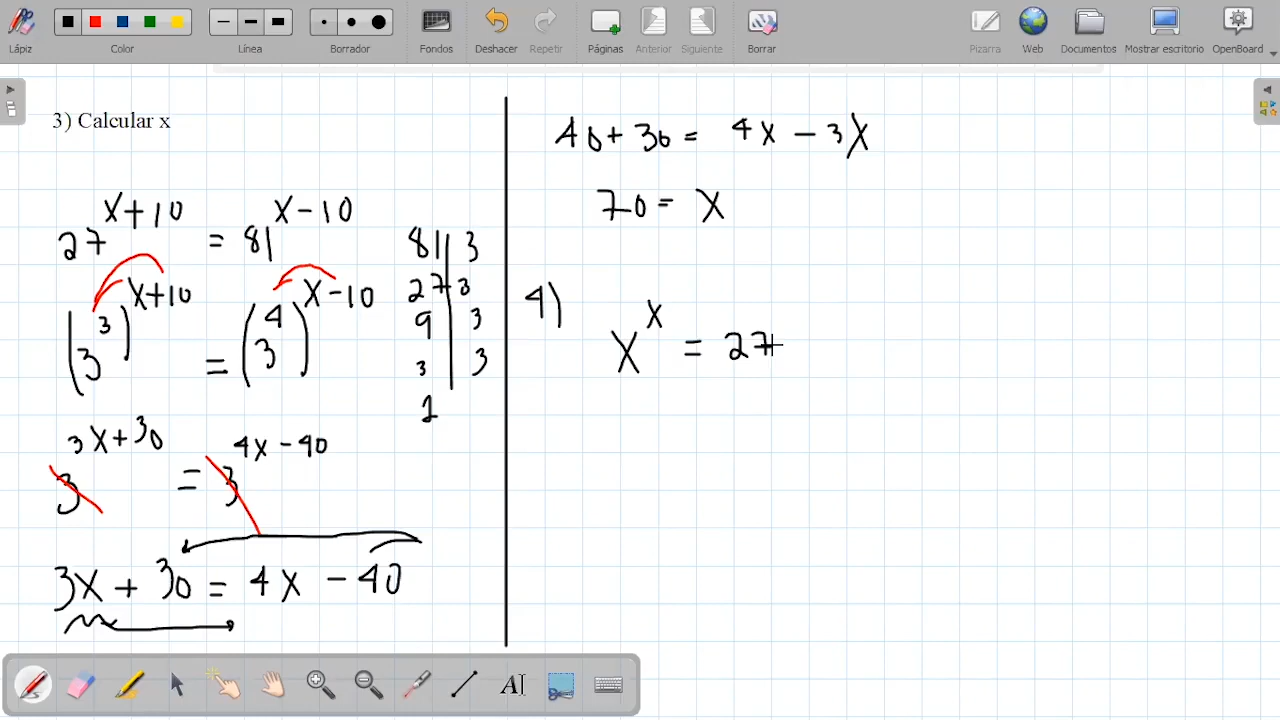 Lápiz Color Línea Borrador Fondos Deshacer Repetir Páginas Anterior Siguiente Borrar Pizarra Web Documentos Mostrar escritorio OpenBoard
3) Calcular x
27^(x+10) = 81^(x-10)
(3^3)^(x+10) = (3^4)^(x-10)
81 | 3
27 | 3
9 | 3
3 | 3
1
3^(3x+30) = 3^(4x-40)
3x + 30 = 4x - 40
40 + 30 = 4x - 3x
70 = x
4)
x^x = 27
AI